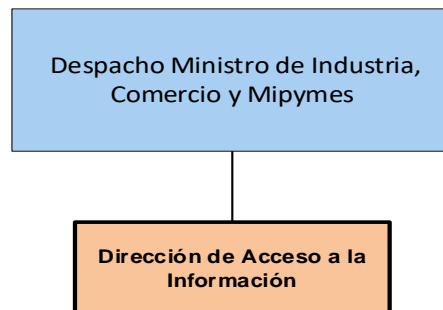 Despacho Ministro de Industria,
Comercio y Mipymes
Dirección de Acceso a la
Información